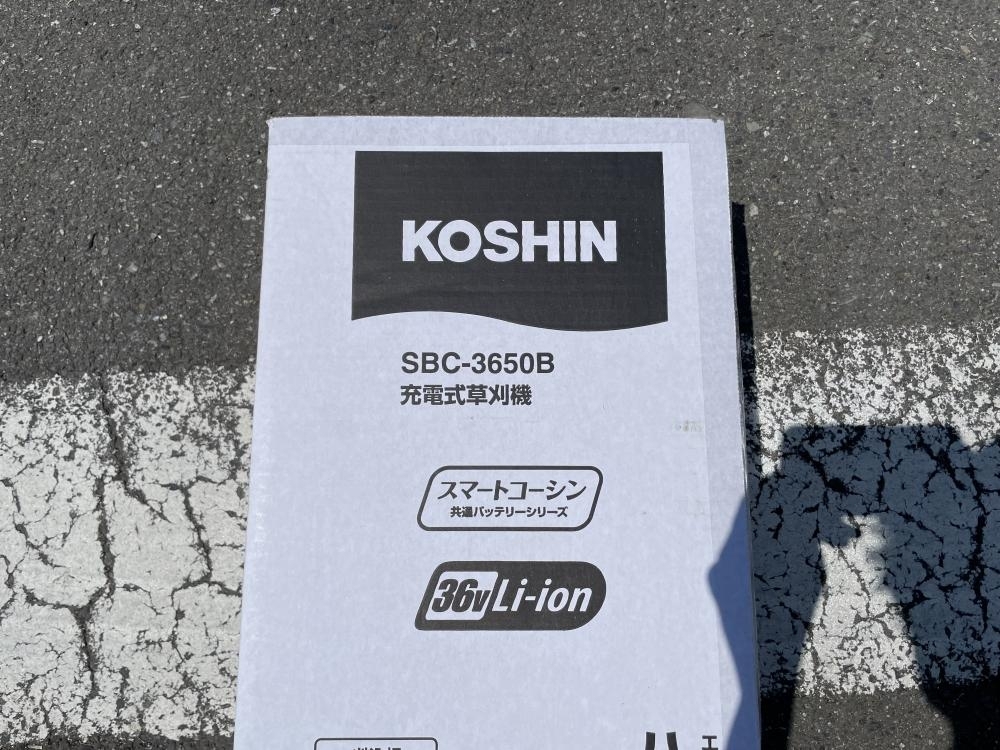 KOSHIN
SBC-3650B
充電式草刈機
スマートコーシン
共通バッテリーシリーズ
36v Li-ion